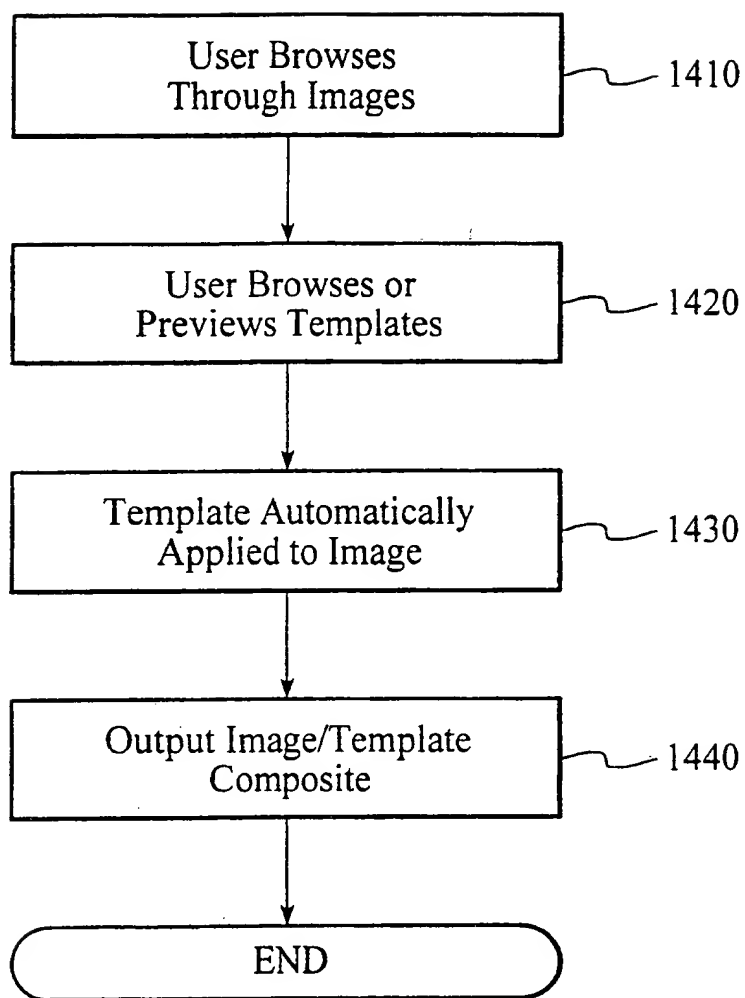 User Browses
Through Images
1410
User Browses or
Previews Templates
1420
Template Automatically
Applied to Image
1430
Output Image/Template
Composite
1440
END